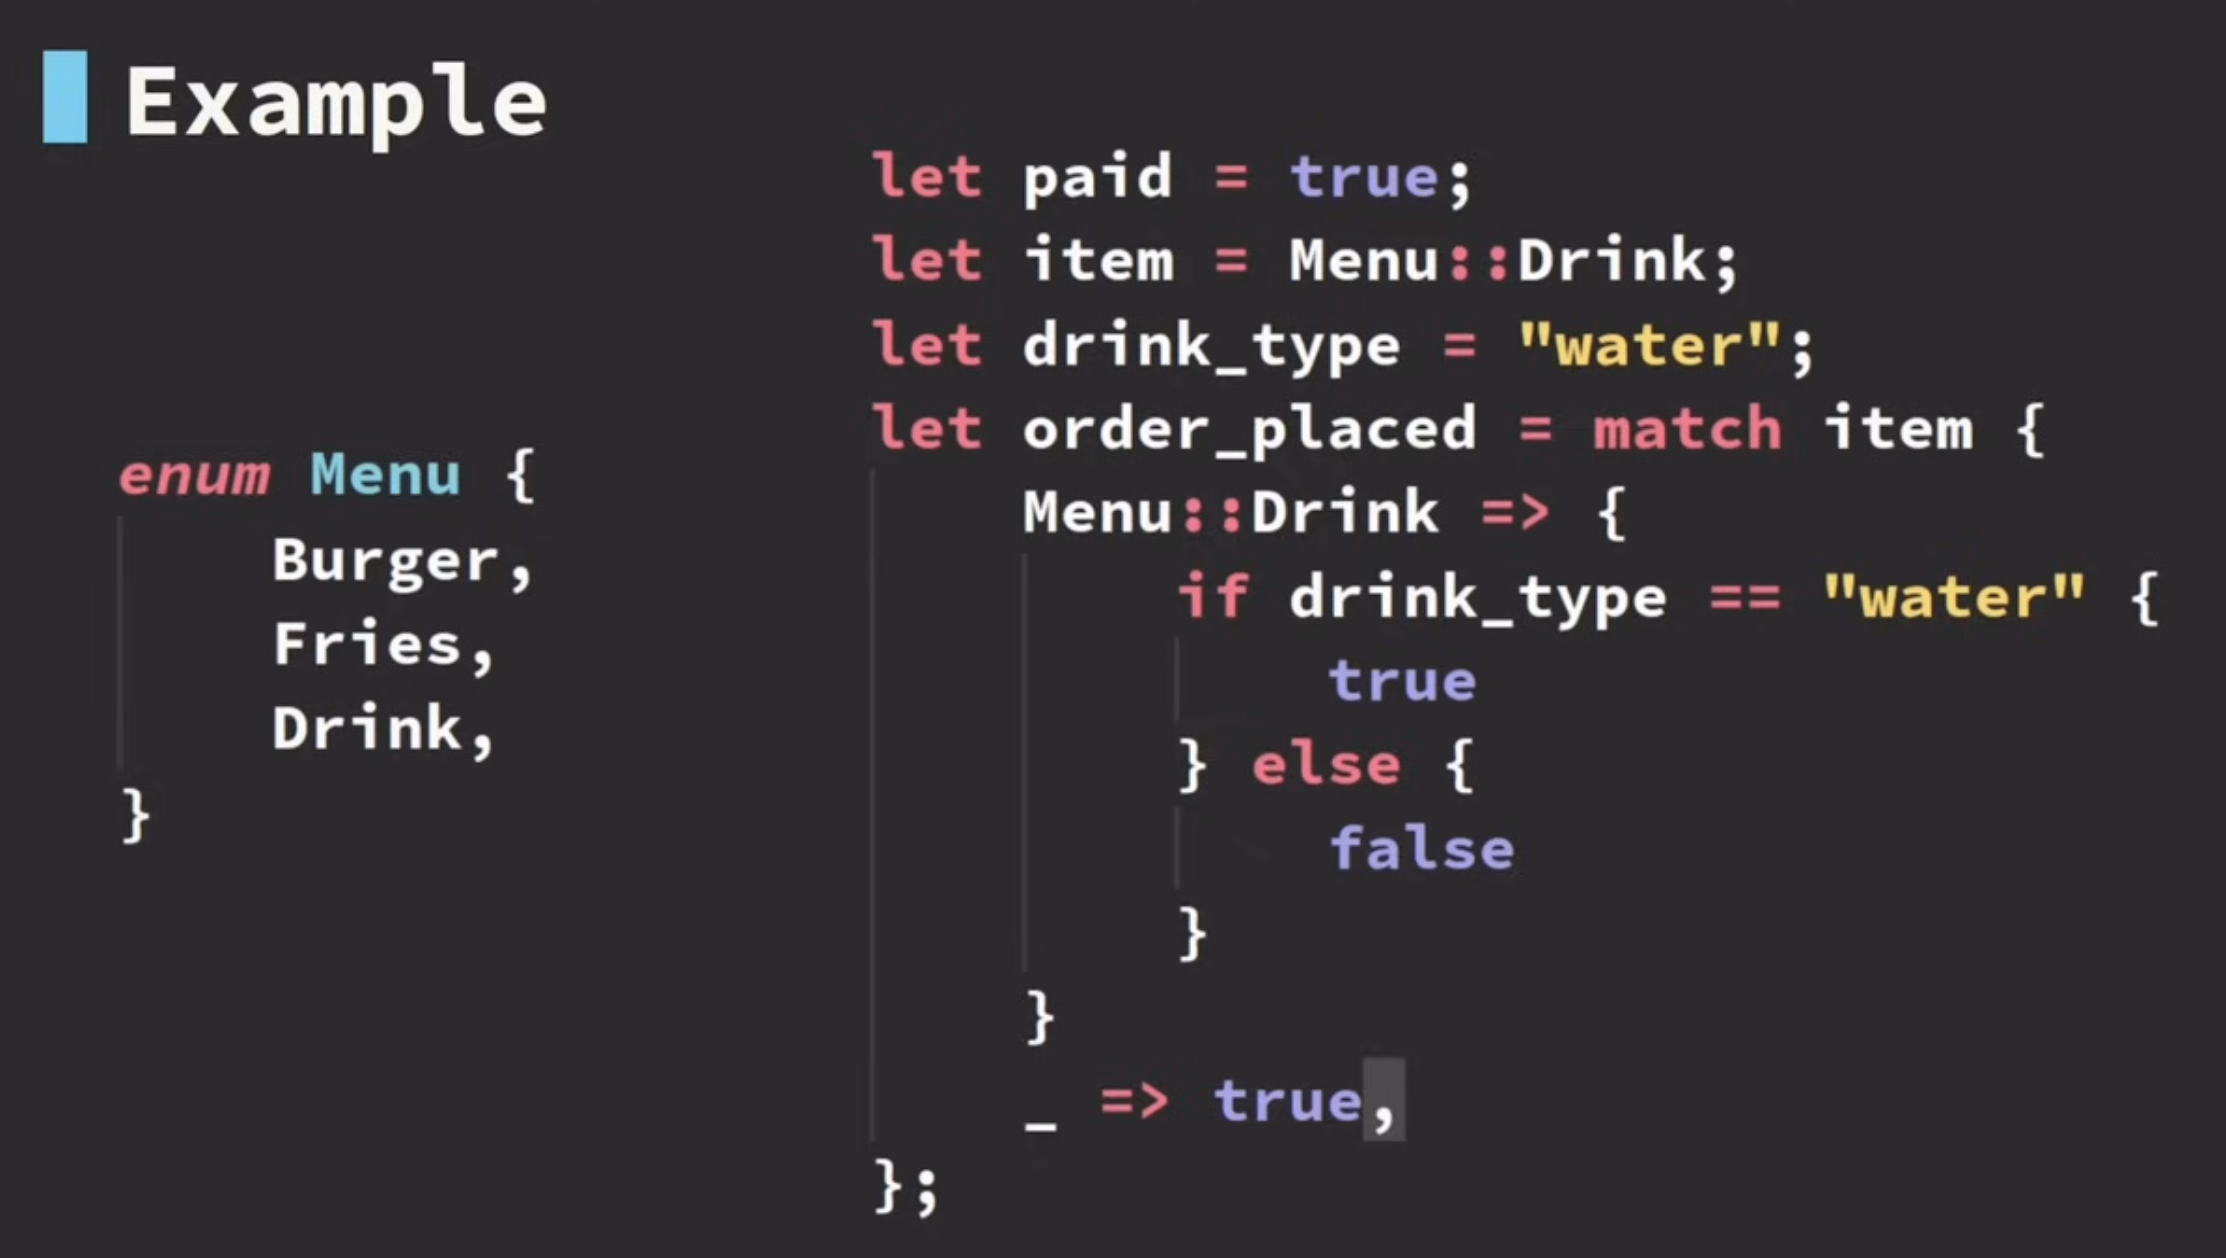 Example
enum Menu {
    Burger,
    Fries,
    Drink,
}
let paid = true;
let item = Menu::Drink;
let drink_type = "water";
let order_placed = match item {
    Menu::Drink => {
        if drink_type == "water" {
            true
        } else {
            false
        }
    }
    _ => true,
};